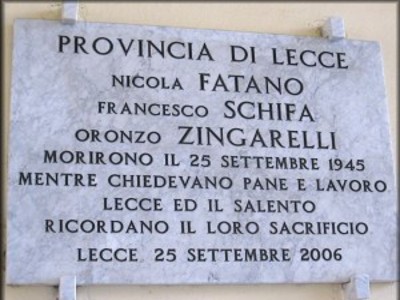 PROVINCIA DI LECCE
NICOLA FATANO
FRANCESCO SCHIFA
ORONZO ZINGARELLI
MORIRONO IL 25 SETTEMBRE 1945
MENTRE CHIEDEVANO PANE E LAVORO
LECCE ED IL SALENTO
RICORDANO IL LORO SACRIFICIO
LECCE, 25 SETTEMBRE 2006